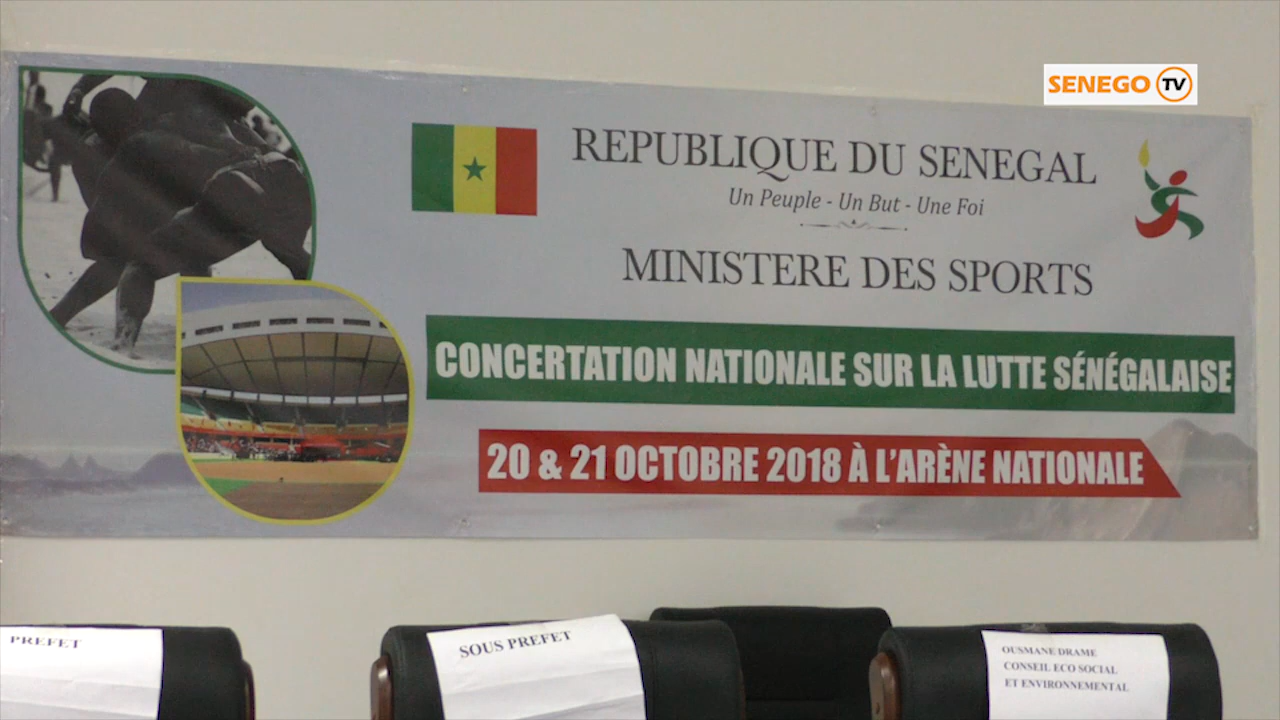 SENEGO TV
REPUBLIQUE DU SENEGAL
Un Peuple - Un But - Une Foi
MINISTERE DES SPORTS
CONCERTATION NATIONALE SUR LA LUTTE SÉNÉGALAISE
20 & 21 OCTOBRE 2018 À L'ARÈNE NATIONALE
PREFET
SOUS PREFET
OUSMANE DRAME
CONSEIL ECO SOCIAL
ET ENVIRONNEMENTAL